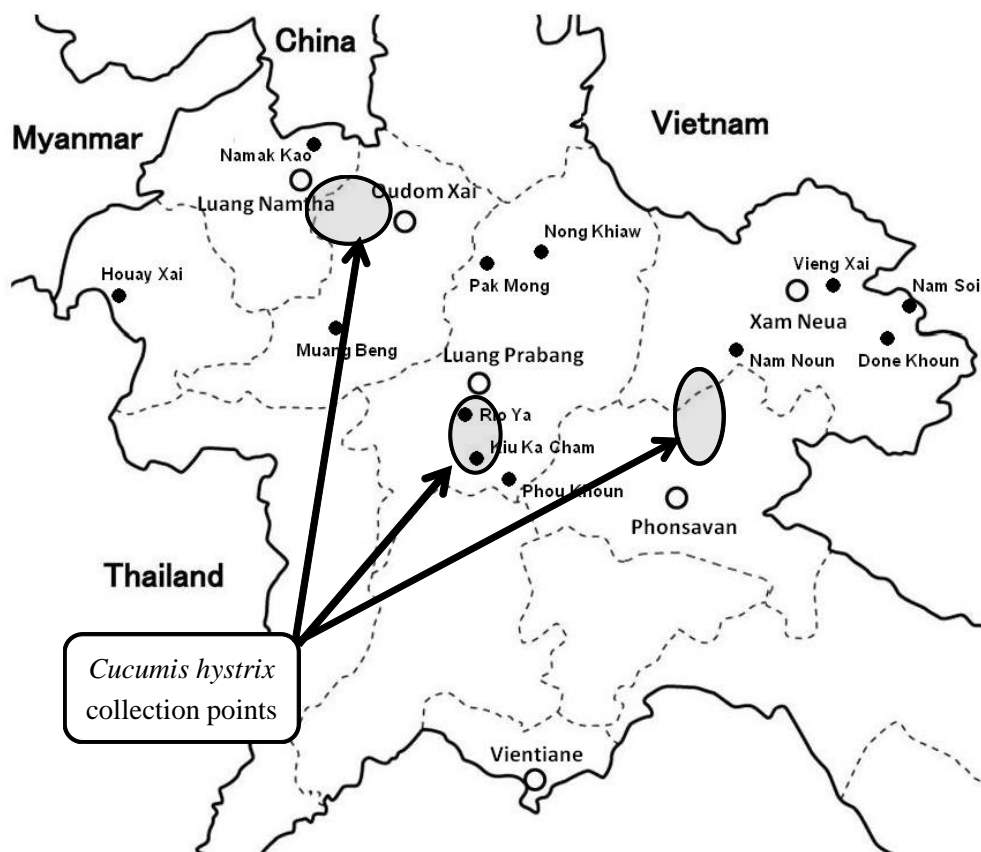 China
Myanmar
Vietnam
Namak Kao
Luang Namtha
Oudom Xai
Nong Khiaw
Pak Mong
Houay Xai
Vieng Xai
Nam Soi
Xam Neua
Muang Beng
Luang Prabang
Nam Noun
Done Khoun
Rio Ya
Kiu Ka Cham
Phou Khoun
Phonsavan
Thailand
Cucumis hystrix
collection points
Vientiane